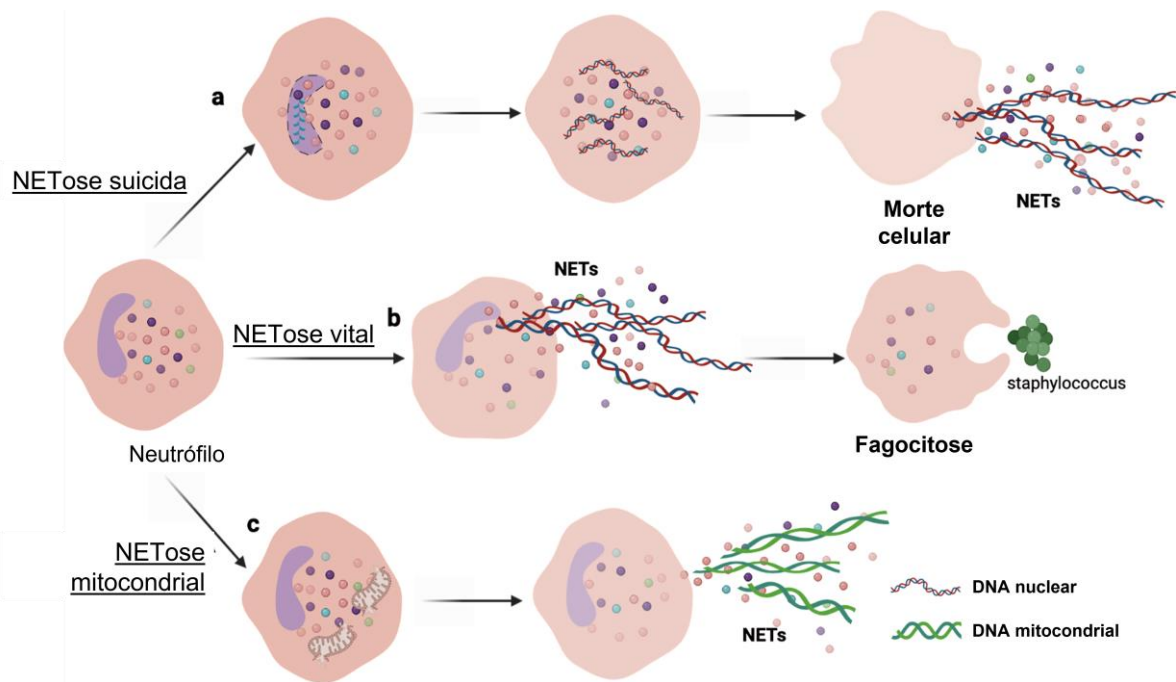 a
NETose suicida
Morte
celular
NETs
NETs
b
NETose vital
staphylococcus
Fagocitose
Neutrófilo
c
NETose
mitocondrial
NETs
DNA nuclear
DNA mitocondrial